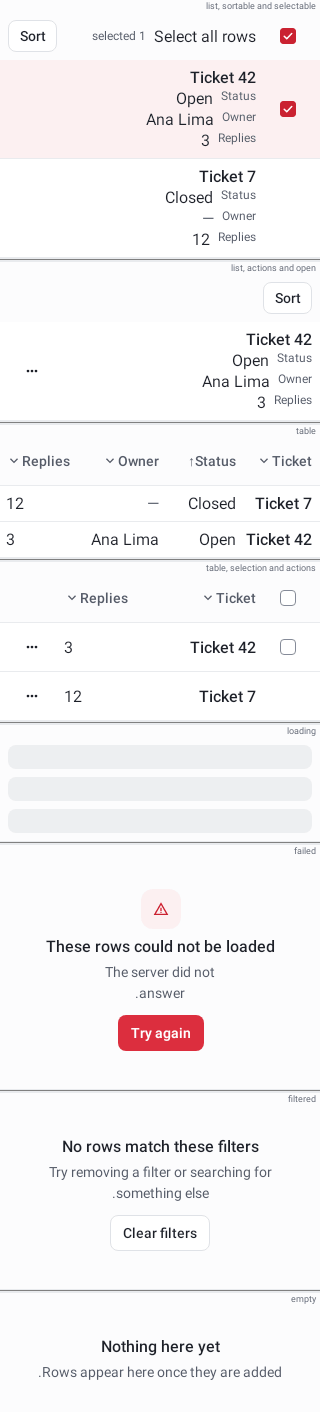 list, sortable and selectable
Select all rows 1 selected Sort
Ticket 42
Status Open
Owner Ana Lima
Replies 3
Ticket 7
Status Closed
Owner —
Replies 12
list, actions and open
Sort
Ticket 42
Status Open
Owner Ana Lima
Replies 3
table
Ticket Status↑ Owner Replies
Ticket 7 Closed — 12
Ticket 42 Open Ana Lima 3
table, selection and actions
Ticket Replies
Ticket 42 3
Ticket 7 12
loading
failed
These rows could not be loaded
The server did not
.answer
Try again
filtered
No rows match these filters
Try removing a filter or searching for
.something else
Clear filters
empty
Nothing here yet
.Rows appear here once they are added